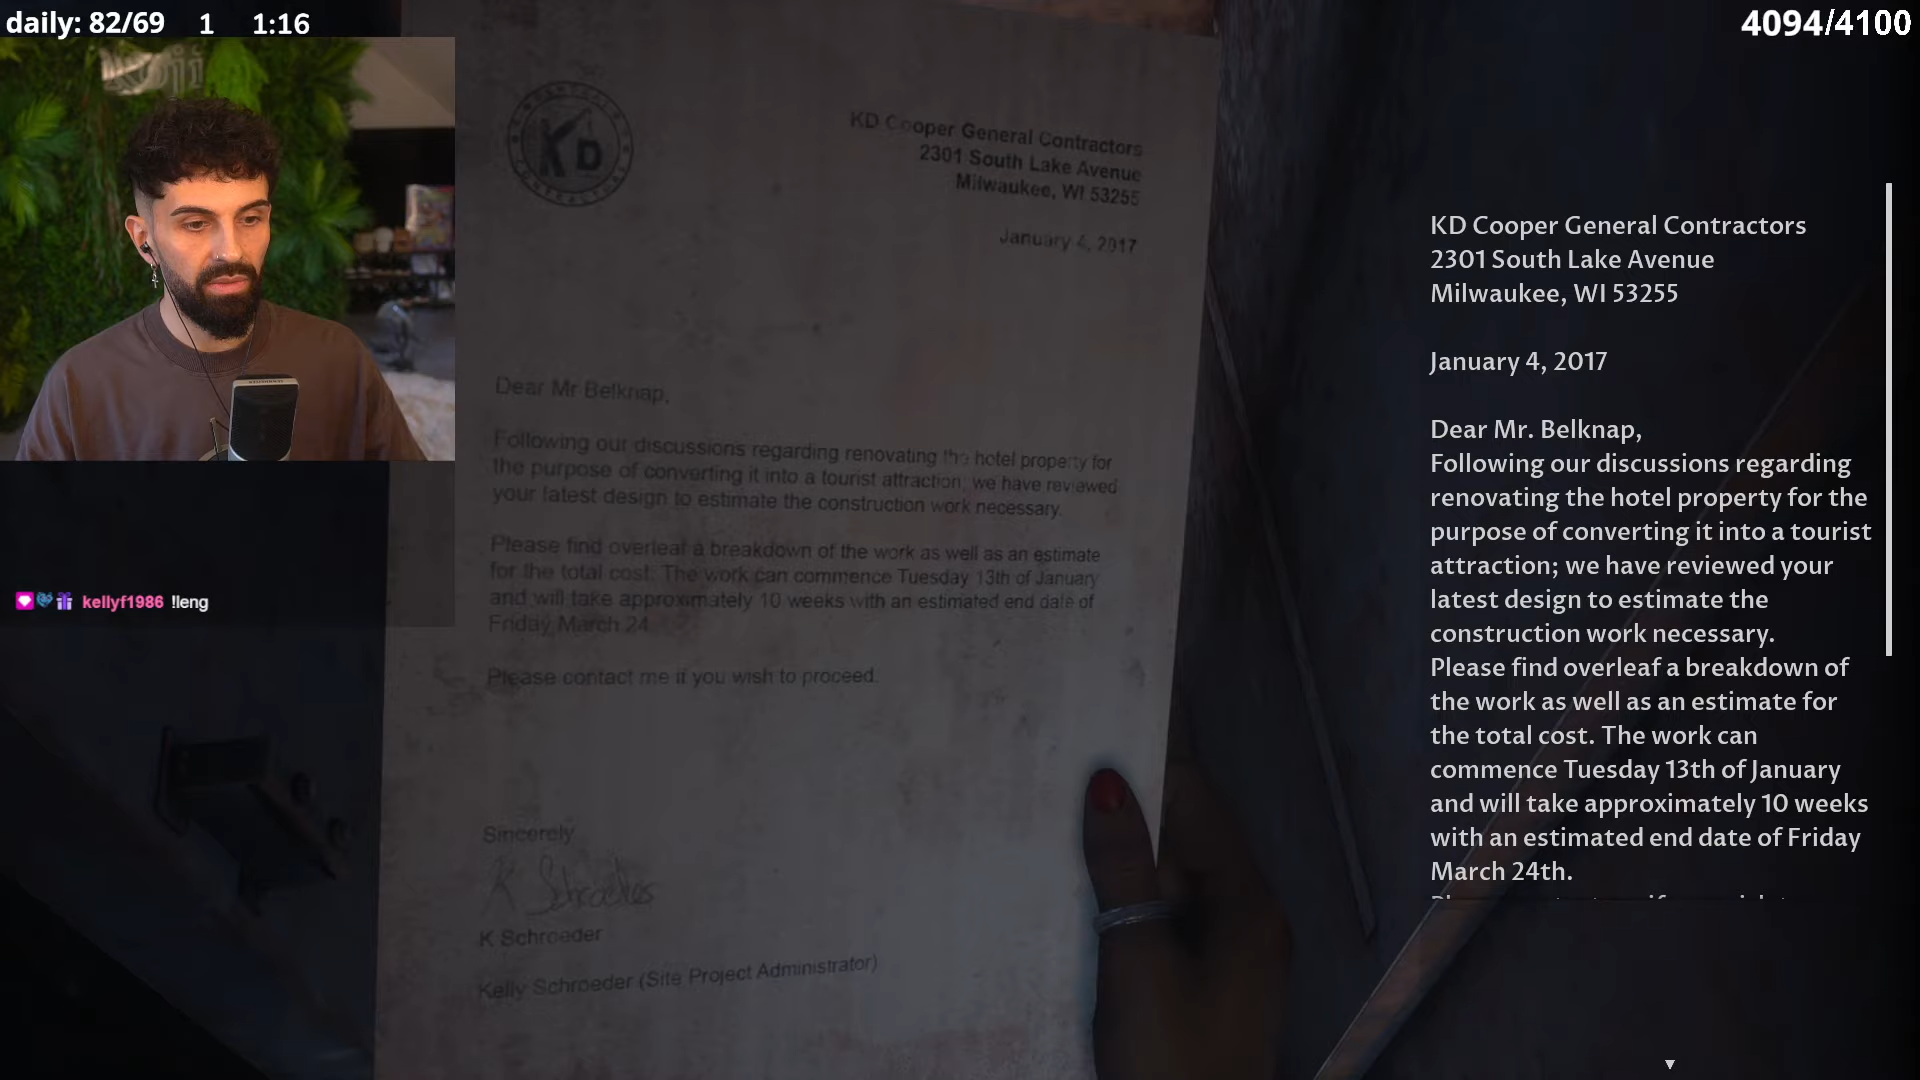 daily: 82/69 1 1:16
4094/4100
Koji
KD
KD Cooper General Contractors
2301 South Lake Avenue
Milwaukee, WI 53255
January 4, 2017
Dear Mr Belknap,
Following our discussions regarding renovating the hotel property for
the purpose of converting it into a tourist attraction; we have reviewed
your latest design to estimate the construction work necessary.
Please find overleaf a breakdown of the work as well as an estimate
for the total cost. The work can commence Tuesday 13th of January
and will take approximately 10 weeks with an estimated end date of
Friday March 24
Please contact me if you wish to proceed.
Sincerely
K Schroeder
K Schroeder
Kelly Schroeder (Site Project Administrator)
kellyf1986 !leng
KD Cooper General Contractors
2301 South Lake Avenue
Milwaukee, WI 53255
January 4, 2017
Dear Mr. Belknap,
Following our discussions regarding
renovating the hotel property for the
purpose of converting it into a tourist
attraction; we have reviewed your
latest design to estimate the
construction work necessary.
Please find overleaf a breakdown of
the work as well as an estimate for
the total cost. The work can
commence Tuesday 13th of January
and will take approximately 10 weeks
with an estimated end date of Friday
March 24th.